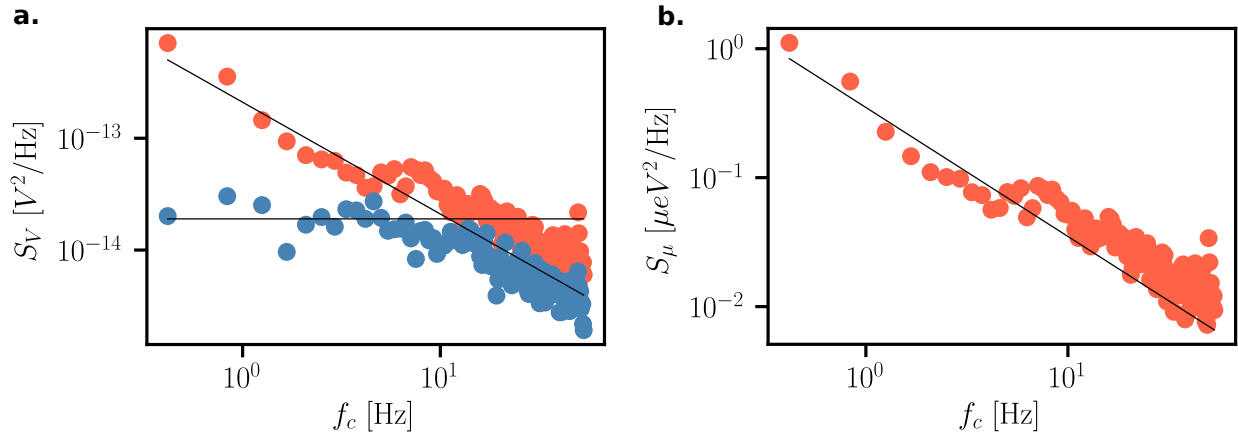 a.
S_V [V^2/Hz]
10^{-13}
10^{-14}
10^0
10^1
f_c [Hz]
b.
S_μ [μeV^2/Hz]
10^0
10^{-1}
10^{-2}
10^0
10^1
f_c [Hz]